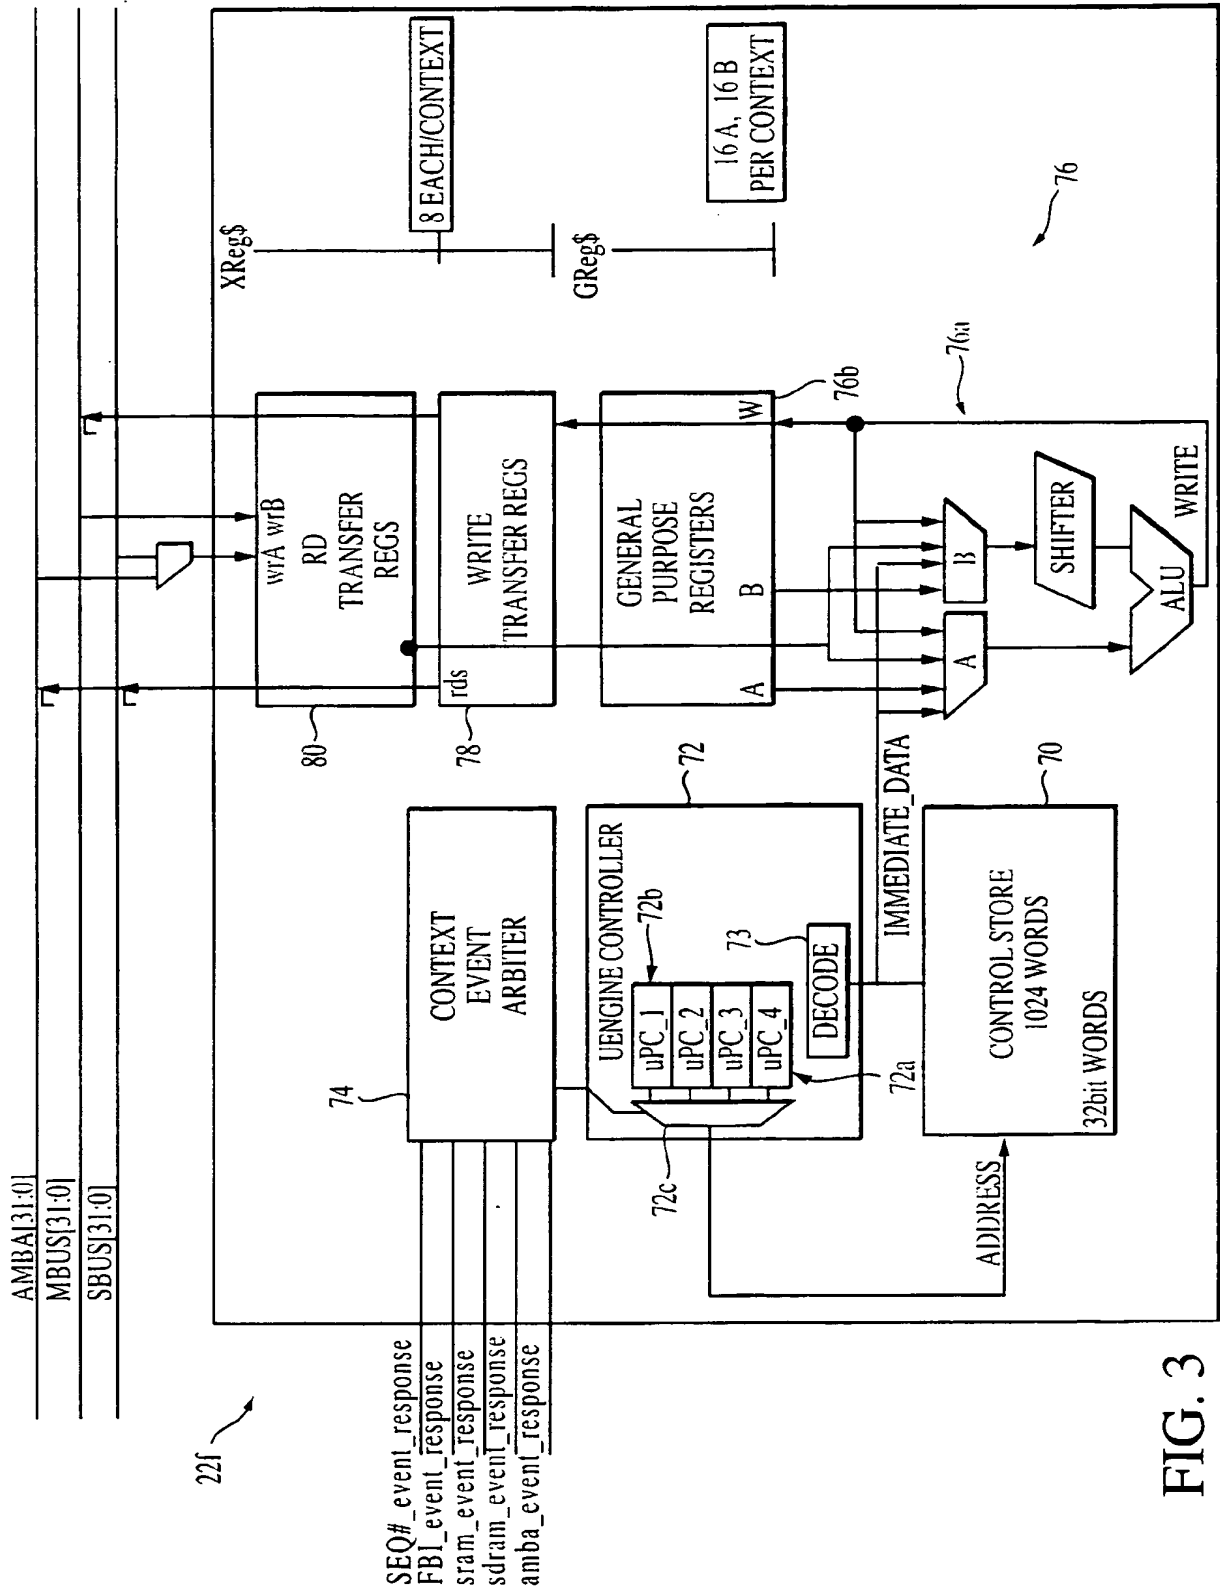 AMBA[31:0]
MBUS[31:0]
SBUS[31:0]
22f
SEQ#_event_response
FBI_event_response
sram_event_response
sdram_event_response
amba_event_response
74
CONTEXT
EVENT
ARBITER
80
wrA wrB
RD
TRANSFER
REGS
78
rds
WRITE
TRANSFER REGS
XReg$
8 EACH/CONTEXT
GReg$
16 A, 16 B
PER CONTEXT
72
UENGINE CONTROLLER
72b
uPC_1
uPC_2
uPC_3
uPC_4
72a
72c
73
DECODE
GENERAL
PURPOSE
REGISTERS
A
B
W
76b
76a
76
IMMEDIATE_DATA
A
B
SHIFTER
ALU
WRITE
70
CONTROL STORE
1024 WORDS
32bit WORDS
ADDRESS
FIG. 3